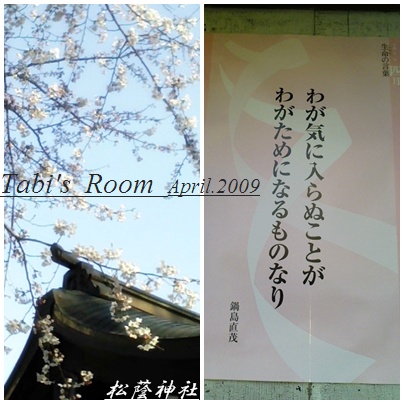 Tabi's Room April.2009
松蔭神社
生命の言葉
わが気に入らぬことが
わがためになるものなり
鍋島直茂